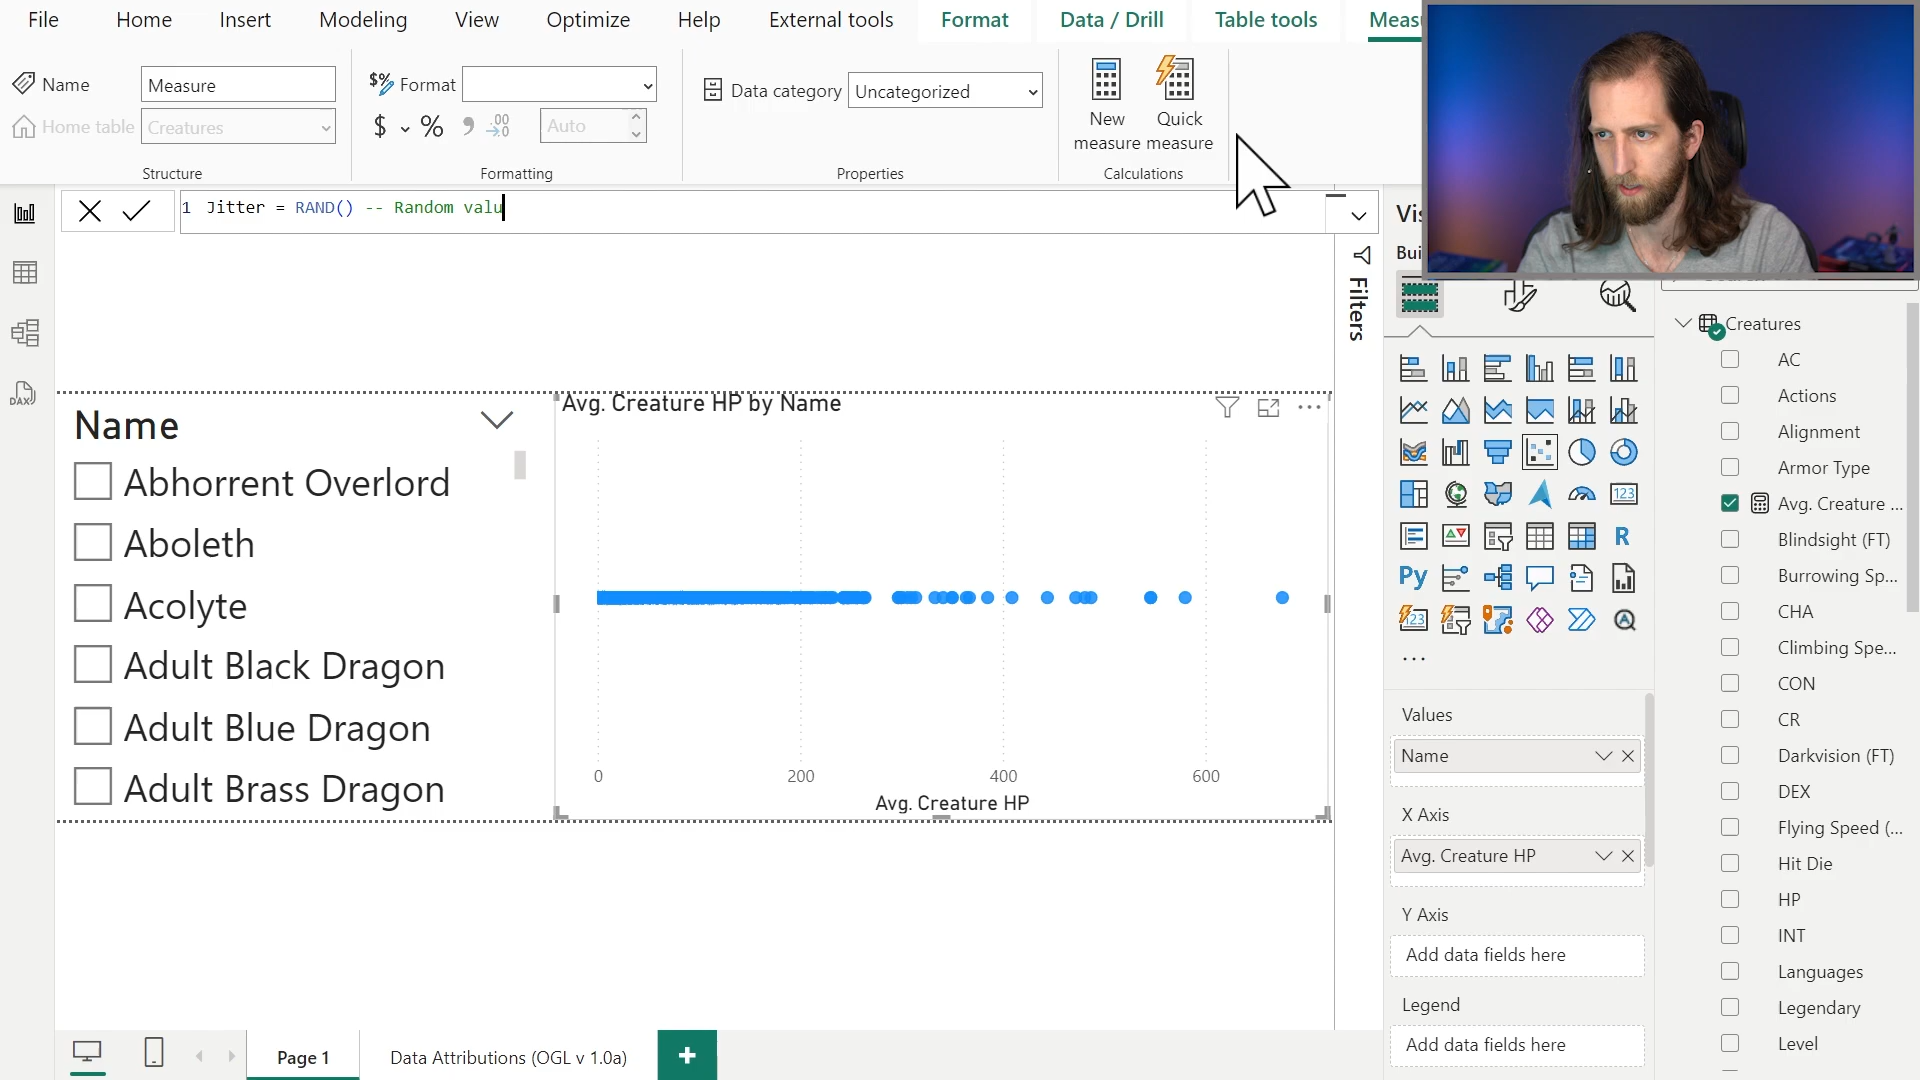 File Home Insert Modeling View Optimize Help External tools Format Data / Drill Table tools
Name Measure
Home table Creatures
Structure
$% Format
$ % 9 .00 Auto
Formatting
Data category Uncategorized
Properties
New measure
Quick measure
Calculations
1 Jitter = RAND() -- Random valu
Name
Abhorrent Overlord
Aboleth
Acolyte
Adult Black Dragon
Adult Blue Dragon
Adult Brass Dragon
Avg. Creature HP by Name
0 200 400 600
Avg. Creature HP
Filters
DAX
123
R
Py
123
...
Values
Name
X Axis
Avg. Creature HP
Y Axis
Add data fields here
Legend
Add data fields here
Creatures
AC
Actions
Alignment
Armor Type
Avg. Creature ...
Blindsight (FT)
Burrowing Sp...
CHA
Climbing Spe...
CON
CR
Darkvision (FT)
DEX
Flying Speed (...
Hit Die
HP
INT
Languages
Legendary
Level
Page 1
Data Attributions (OGL v 1.0a)
+